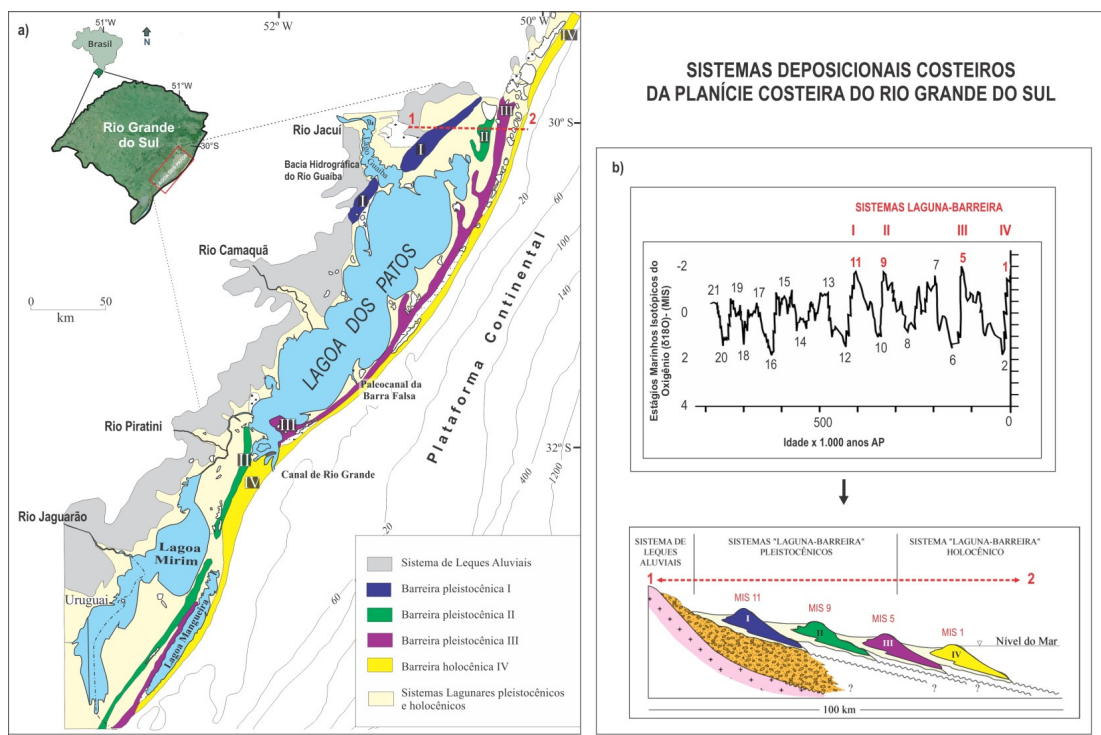 a)
51°W
Brasil
N
51°W
Rio Grande
do Sul
30°S
52° W
50° W
IV
Rio Jacuí
1
2
III
II
I
30°S
Bacia Hidrográfica
do Rio Guaíba
Lago Guaíba
I
20
60
100
140
Rio Camaquã
0
50
km
LAGOA DOS PATOS
Plataforma Continental
Paleocanal da
Barra Falsa
Rio Piratini
III
II
32°S
IV
Canal de Rio Grande
400
1200
20
60
Rio Jaguarão
Lagoa
Mirim
Uruguai
Lagoa Mangueira
Sistema de Leques Aluviais
Barreira pleistocênica I
Barreira pleistocênica II
Barreira pleistocênica III
Barreira holocênica IV
Sistemas Lagunares pleistocênicos
e holocênicos
SISTEMAS DEPOSICIONAIS COSTEIROS
DA PLANÍCIE COSTEIRA DO RIO GRANDE DO SUL
b)
SISTEMAS LAGUNA-BARREIRA
I II III IV
Estágios Marinhos Isotópicos do
Oxigênio (δ18O)- (MIS)
-2
0
2
4
21 19 17 15 13 11 9 7 5 1
20 18 16 14 12 10 8 6 2
500 0
Idade x 1.000 anos AP
SISTEMA DE
LEQUES
ALUVIAIS
SISTEMAS "LAGUNA-BARREIRA"
PLEISTOCÊNICOS
SISTEMA "LAGUNA-BARREIRA"
HOLOCÊNICO
1 2
MIS 11
MIS 9
MIS 5
MIS 1
I
II
III
IV
Nível do Mar
? ? ?
100 km